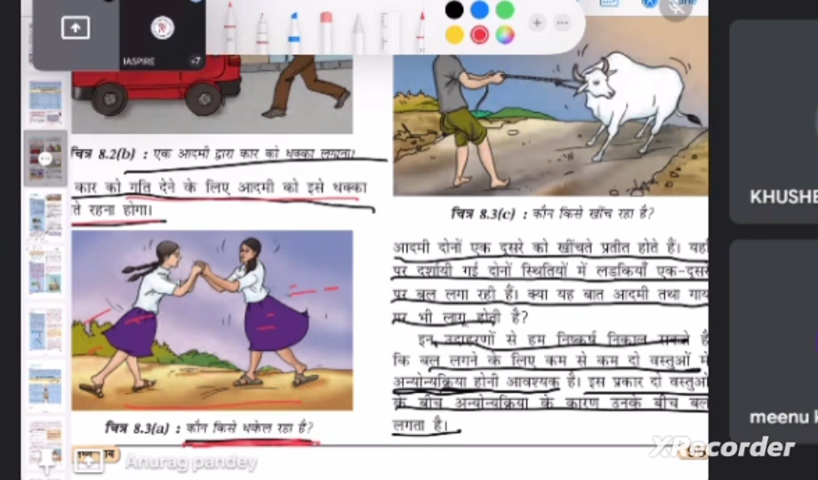 IASPIRE
+7
चित्र 8.2(b) : एक आदमी द्वारा कार को धक्का लगाना।
कार को गति देने के लिए आदमी को इसे धक्का
ते रहना होगा।
चित्र 8.3(a) : कौन किसे धकेल रहा है?
चित्र 8.3(c) : कौन किसे खींच रहा है?
आदमी दोनों एक दूसरे को खींचते प्रतीत होते हैं। यहाँ
पर दर्शायी गई दोनों स्थितियों में लड़कियाँ एक-दूसरे
पर बल लगा रही हैं। क्या यह बात आदमी तथा गाय
पर भी लागू होती है?
इन उदाहरणों से हम निष्कर्ष निकाल सकते हैं
कि बल लगने के लिए कम से कम दो वस्तुओं में
अन्योन्यक्रिया होनी आवश्यक है। इस प्रकार दो वस्तुओं
के बीच अन्योन्यक्रिया के कारण उनके बीच बल
लगता है।
Anurag pandey
KHUSHE
meenu k
XRecorder